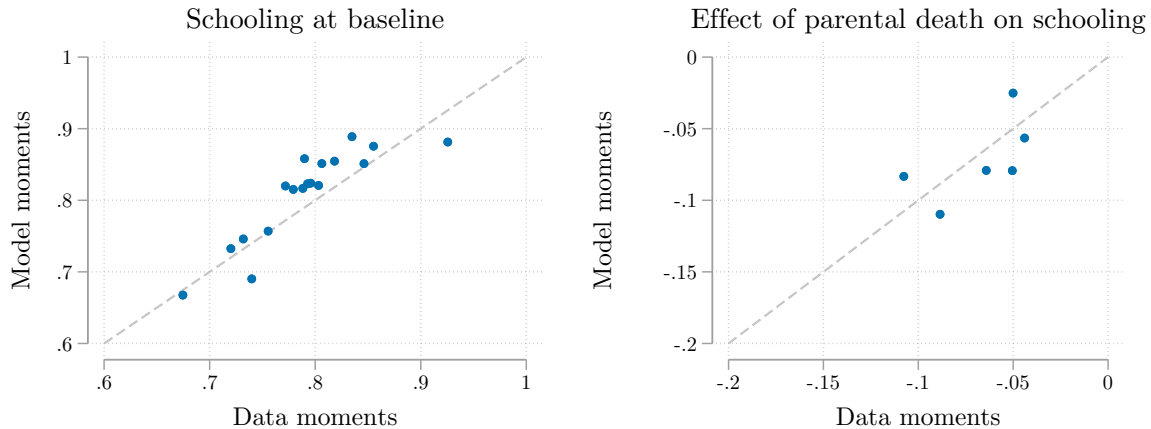 Schooling at baseline
Model moments
1
.9
.8
.7
.6
.6 .7 .8 .9 1
Data moments
Effect of parental death on schooling
Model moments
0
-.05
-.1
-.15
-.2
-.2 -.15 -.1 -.05 0
Data moments